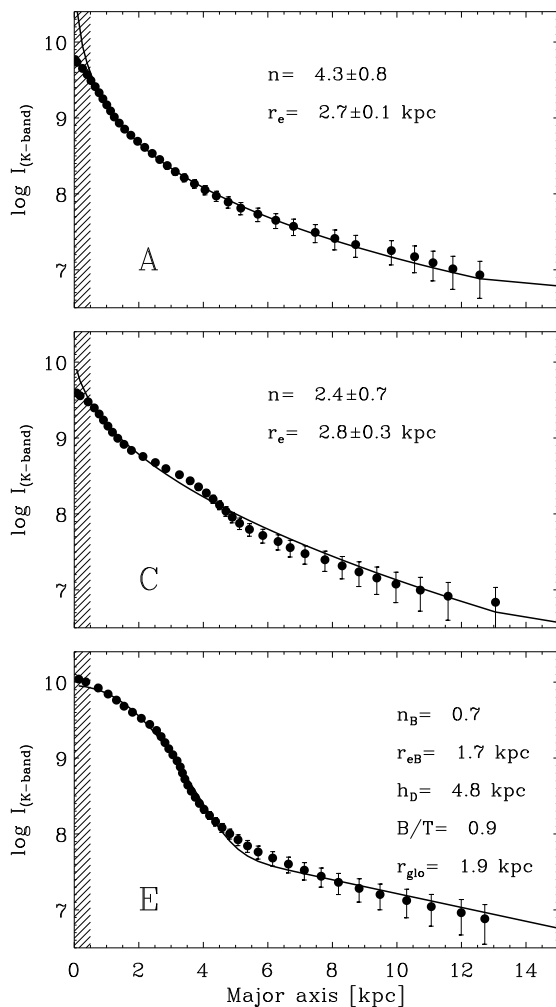 10
9
8
7
log I(K-band)
n= 4.3±0.8
re= 2.7±0.1 kpc
A
10
9
8
7
log I(K-band)
n= 2.4±0.7
re= 2.8±0.3 kpc
C
10
9
8
7
log I(K-band)
nB= 0.7
reB= 1.7 kpc
hD= 4.8 kpc
B/T= 0.9
rglo= 1.9 kpc
E
0 2 4 6 8 10 12 14
Major axis [kpc]